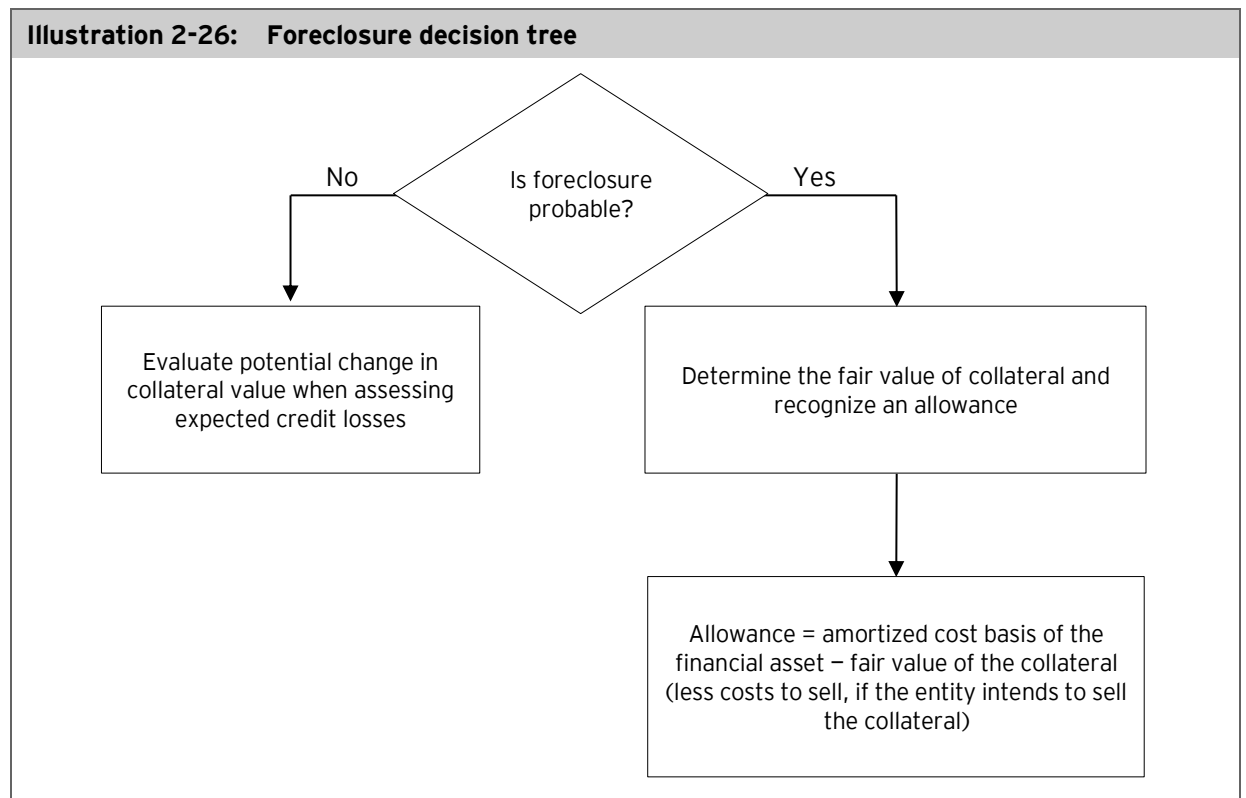 Illustration 2-26: Foreclosure decision tree
Is foreclosure
probable?
No
Yes
Evaluate potential change in
collateral value when assessing
expected credit losses
Determine the fair value of collateral and
recognize an allowance
Allowance = amortized cost basis of the
financial asset – fair value of the collateral
(less costs to sell, if the entity intends to sell
the collateral)